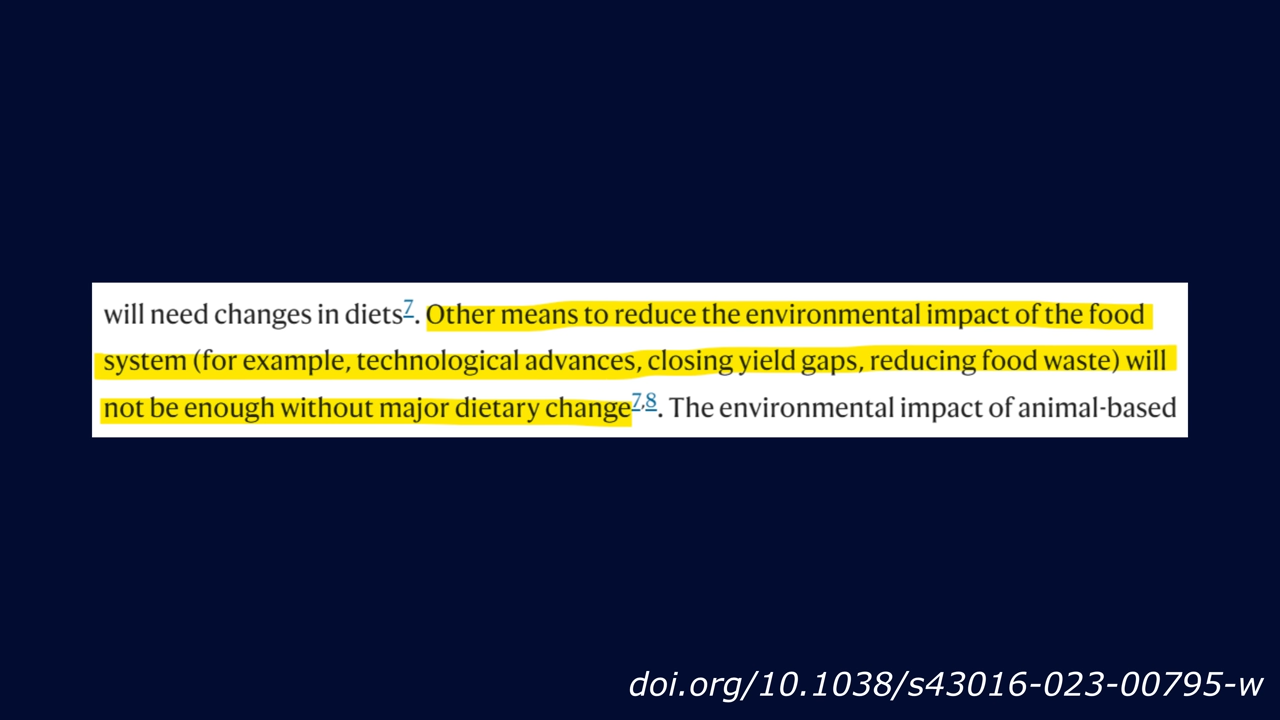 will need changes in diets7. Other means to reduce the environmental impact of the food
system (for example, technological advances, closing yield gaps, reducing food waste) will
not be enough without major dietary change7,8. The environmental impact of animal-based
doi.org/10.1038/s43016-023-00795-w